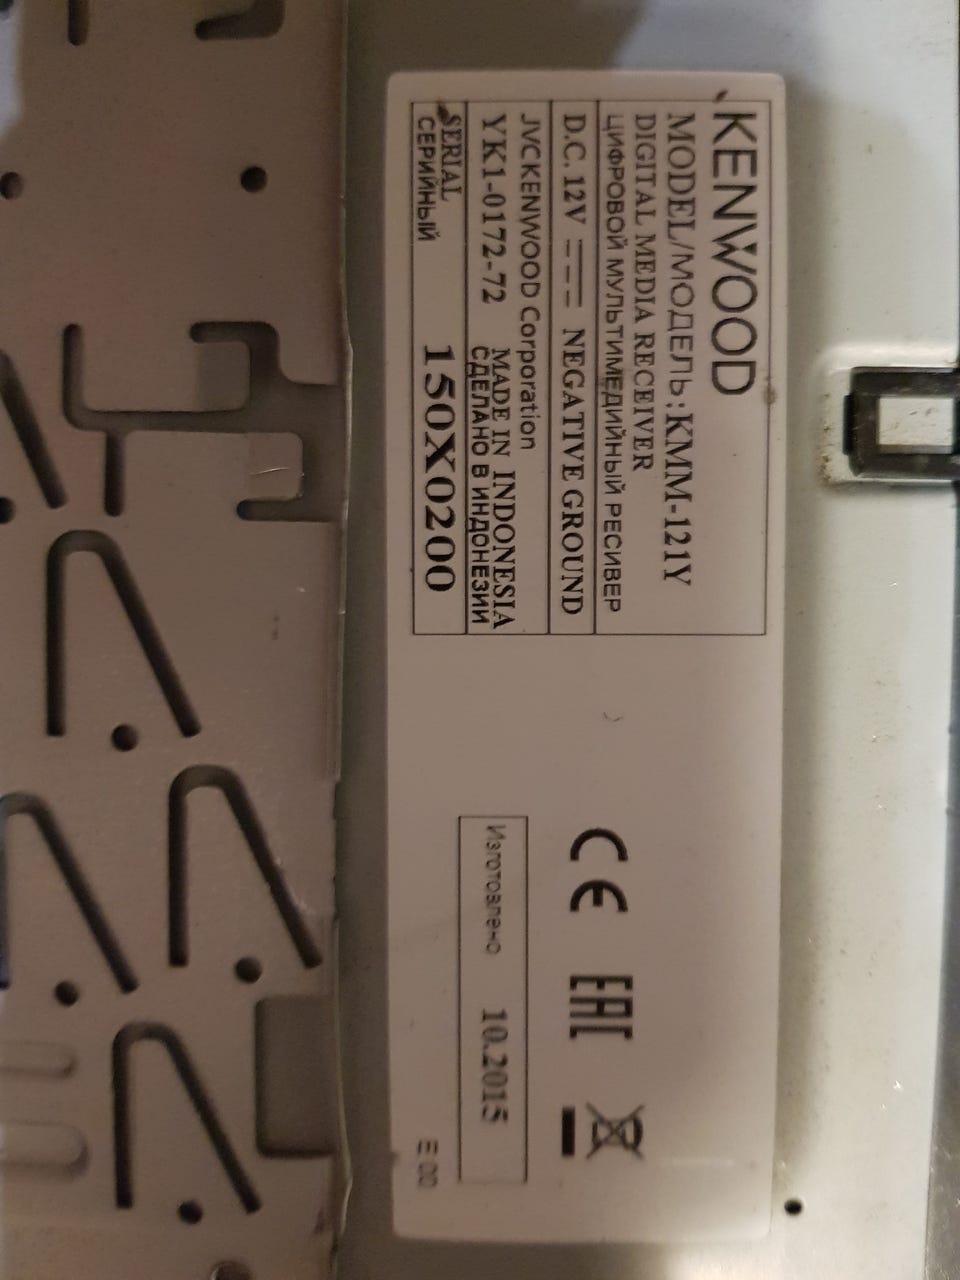 KENWOOD
MODEL/МОДЕЛЬ:KMM-121Y
DIGITAL MEDIA RECEIVER
ЦИФРОВОЙ МУЛЬТИМЕДИЙНЫЙ РЕСИВЕР
D.C. 12V NEGATIVE GROUND
JVCKENWOOD Corporation
YK1-0172-72 MADE IN INDONESIA
СДЕЛАНО В ИНДОНЕЗИИ
SERIAL
СЕРИЙНЫЙ 150X0200
CE EAC
Изготовлено 10.2015
E 00